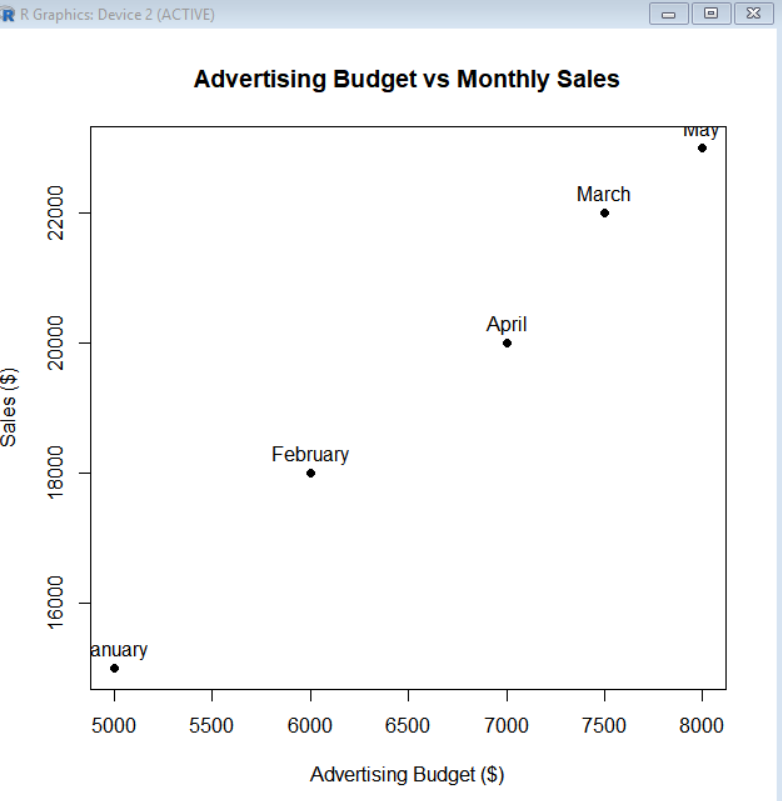 R Graphics: Device 2 (ACTIVE)
Advertising Budget vs Monthly Sales
May
March
22000
April
20000
Sales ($)
February
18000
16000
anuary
5000 5500 6000 6500 7000 7500 8000
Advertising Budget ($)